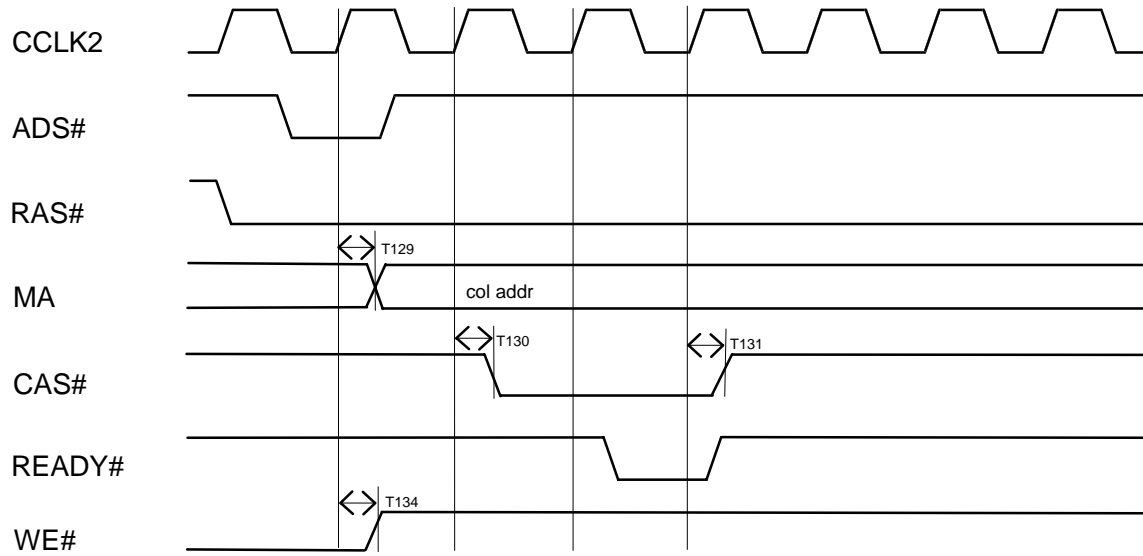 CCLK2
ADS#
RAS#
T129
MA
col addr
T130
T131
CAS#
READY#
T134
WE#